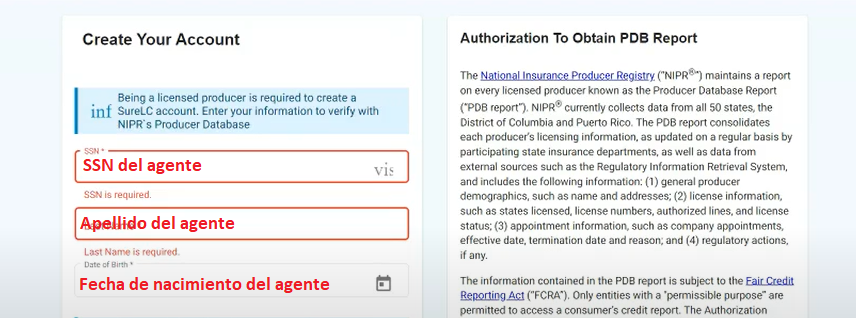 Create Your Account
inf
Being a licensed producer is required to create a
SureLC account. Enter your information to verify with
NIPR`s Producer Database
SSN *
SSN del agente
vis
SSN is required.
Apellido del agente
Last Name is required.
Date of Birth *
Fecha de nacimiento del agente
Authorization To Obtain PDB Report
The National Insurance Producer Registry ("NIPR®") maintains a report
on every licensed producer known as the Producer Database Report
("PDB report"). NIPR® currently collects data from all 50 states, the
District of Columbia and Puerto Rico. The PDB report consolidates
each producer's licensing information, as updated on a regular basis by
participating state insurance departments, as well as data from
external sources such as the Regulatory Information Retrieval System,
and includes the following information: (1) general producer
demographics, such as name and addresses; (2) license information,
such as states licensed, license numbers, authorized lines, and license
status; (3) appointment information, such as company appointments,
effective date, termination date and reason; and (4) regulatory actions,
if any.
The information contained in the PDB report is subject to the Fair Credit
Reporting Act ("FCRA"). Only entities with a "permissible purpose" are
permitted to access a consumer's credit report. The Authorization